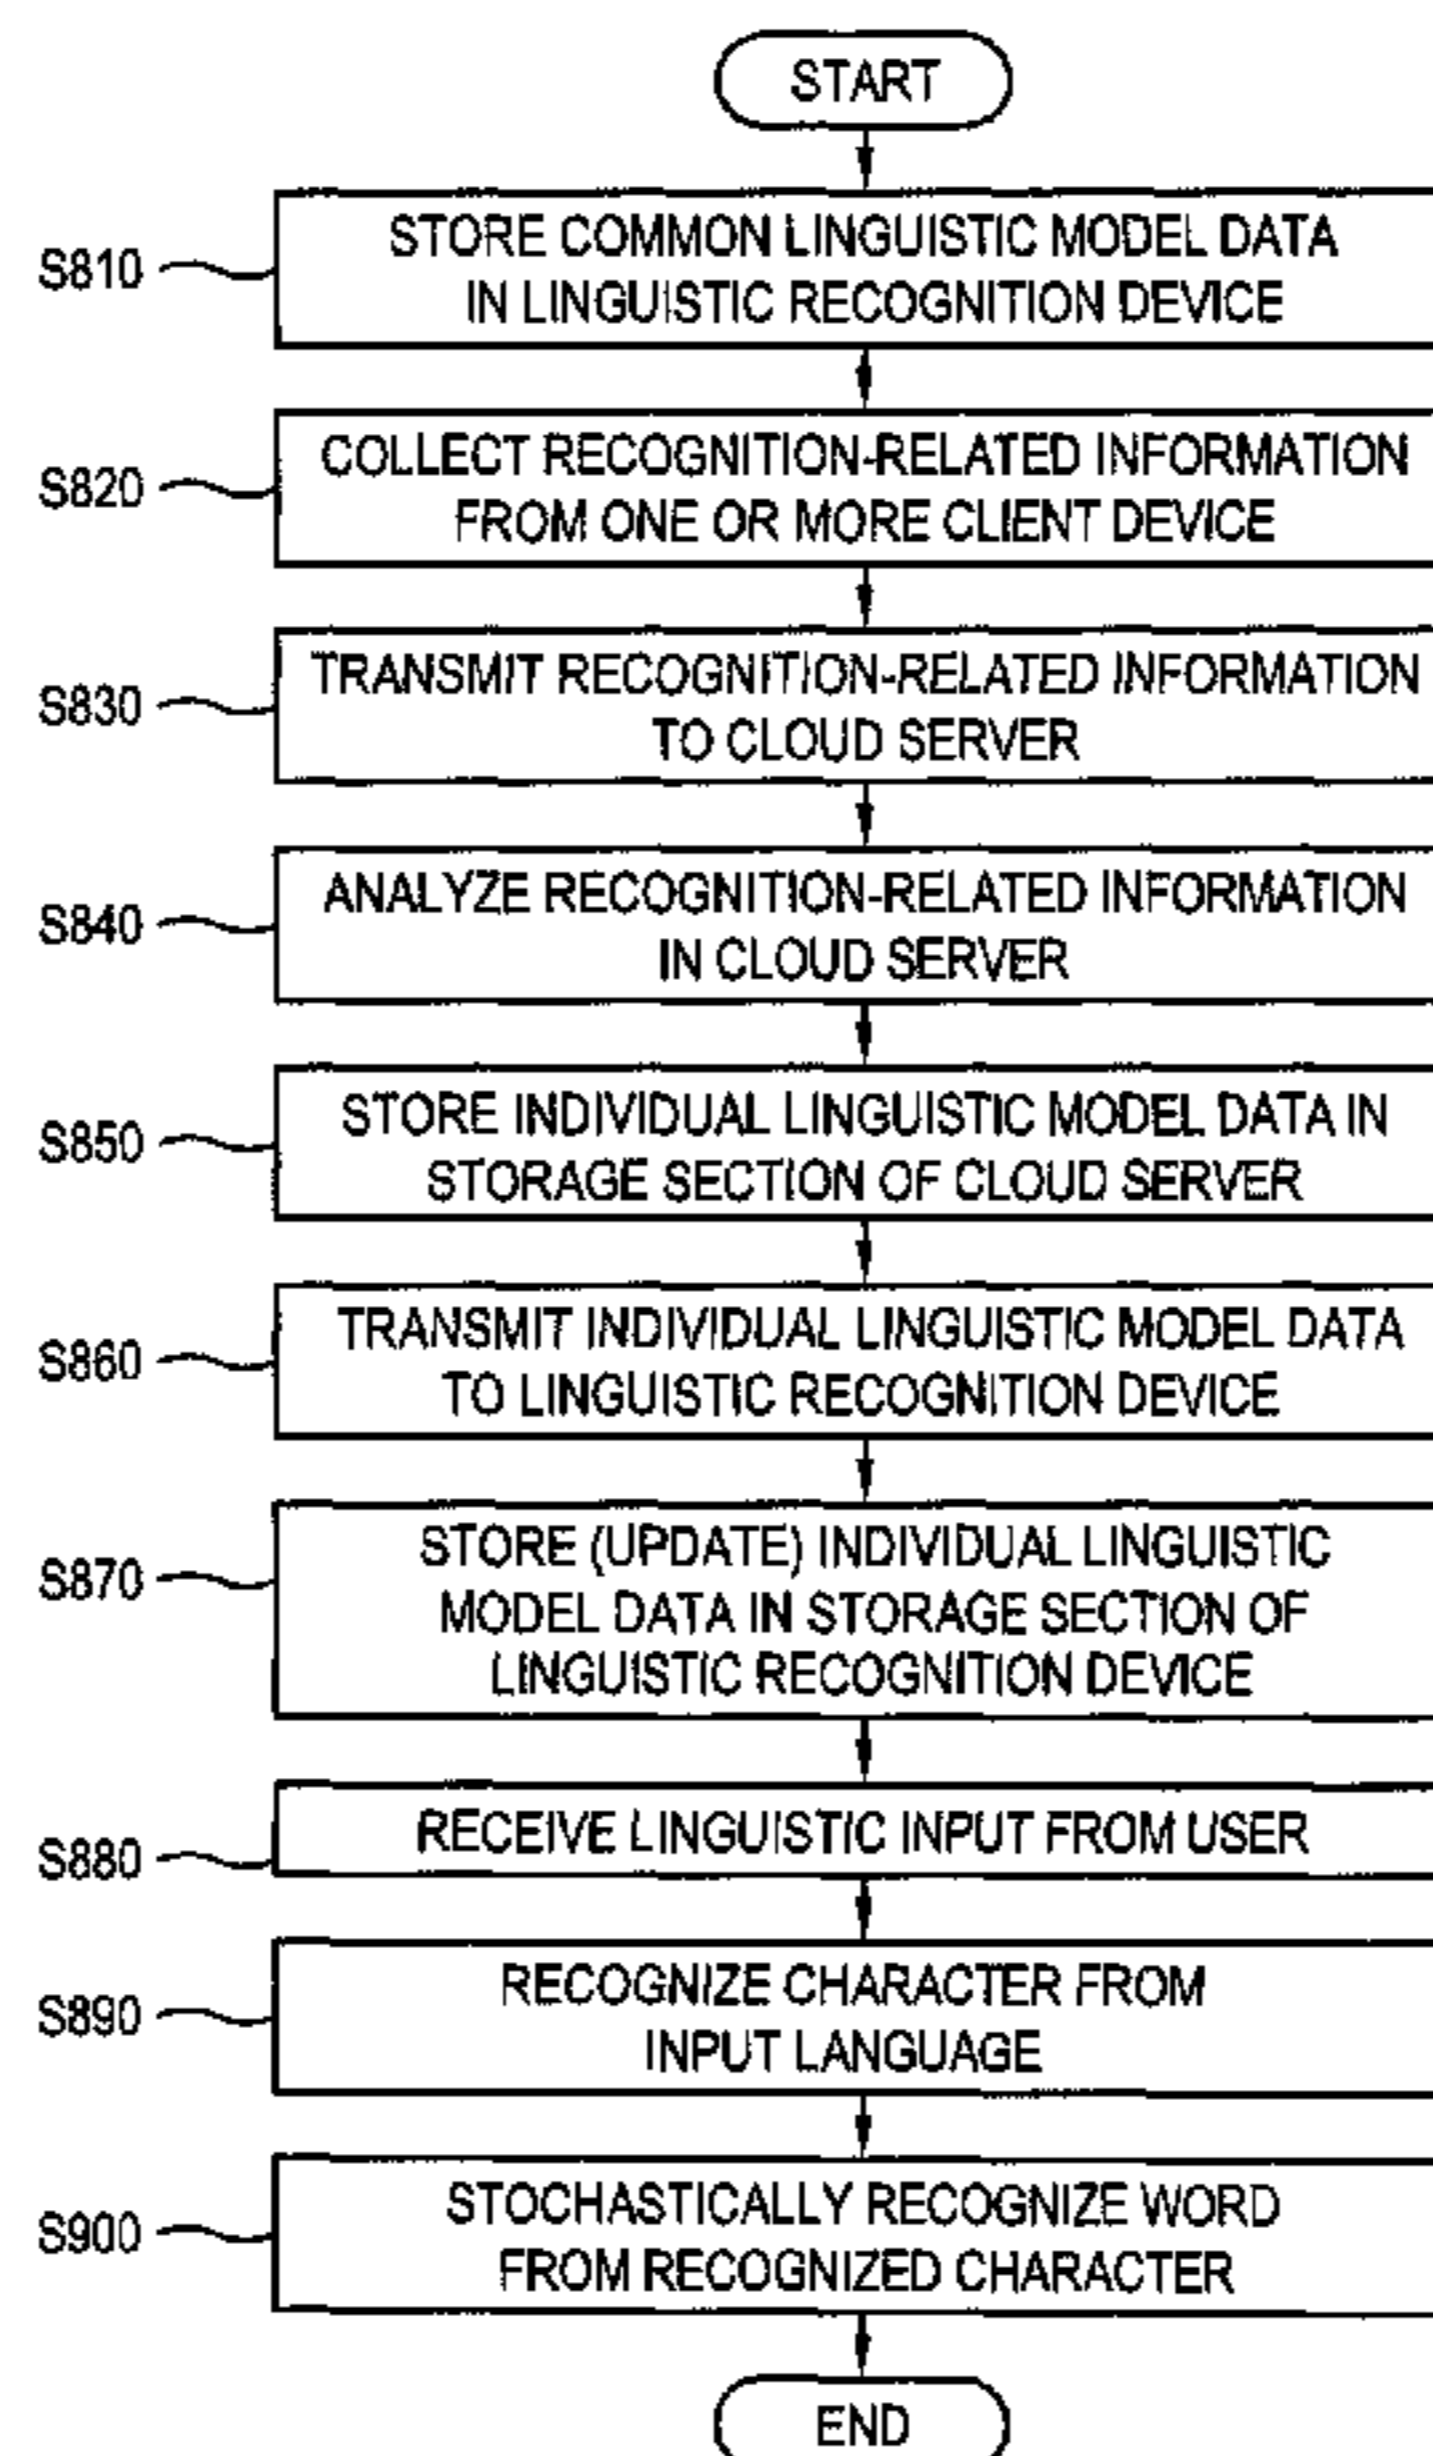 START
S810
STORE COMMON LINGUISTIC MODEL DATA
IN LINGUISTIC RECOGNITION DEVICE
S820
COLLECT RECOGNITION-RELATED INFORMATION
FROM ONE OR MORE CLIENT DEVICE
S830
TRANSMIT RECOGNITION-RELATED INFORMATION
TO CLOUD SERVER
S840
ANALYZE RECOGNITION-RELATED INFORMATION
IN CLOUD SERVER
S850
STORE INDIVIDUAL LINGUISTIC MODEL DATA IN
STORAGE SECTION OF CLOUD SERVER
S860
TRANSMIT INDIVIDUAL LINGUISTIC MODEL DATA
TO LINGUISTIC RECOGNITION DEVICE
S870
STORE (UPDATE) INDIVIDUAL LINGUISTIC
MODEL DATA IN STORAGE SECTION OF
LINGUISTIC RECOGNITION DEVICE
S880
RECEIVE LINGUISTIC INPUT FROM USER
S890
RECOGNIZE CHARACTER FROM
INPUT LANGUAGE
S900
STOCHASTICALLY RECOGNIZE WORD
FROM RECOGNIZED CHARACTER
END